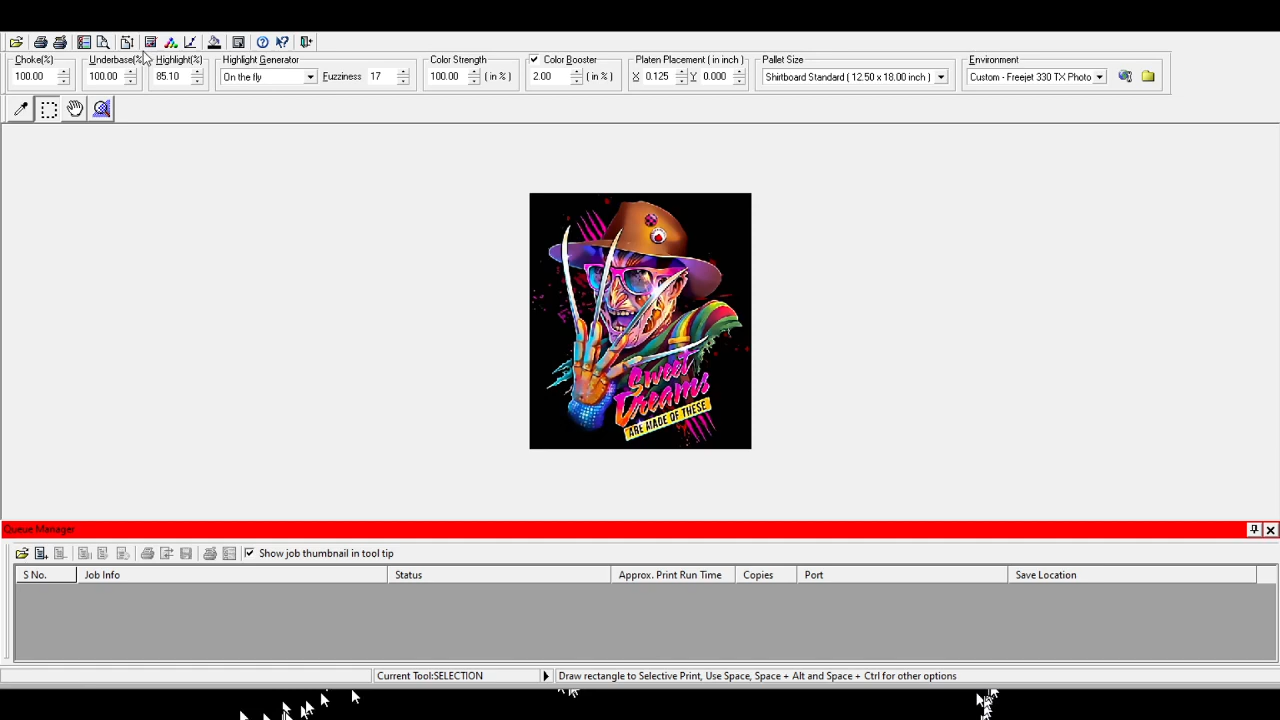 Choke(%) Underbase(% Highlight(%) Highlight Generator Color Strength Color Booster Platen Placement ( in inch ) Pallet Size Environment
100.00 100.00 85.10 On the fly Fuzziness 17 100.00 ( in % ) 2.00 ( in % ) X 0.125 Y 0.000 Shirtboard Standard ( 12.50 x 18.00 inch ) Custom - Freejet 330 TX Photo
Sweet
Dreams
ARE MADE OF THESE
Queue Manager
Show job thumbnail in tool tip
S No. Job Info Status Approx. Print Run Time Copies Port Save Location
Current Tool:SELECTION Draw rectangle to Selective Print, Use Space, Space + Alt and Space + Ctrl for other options